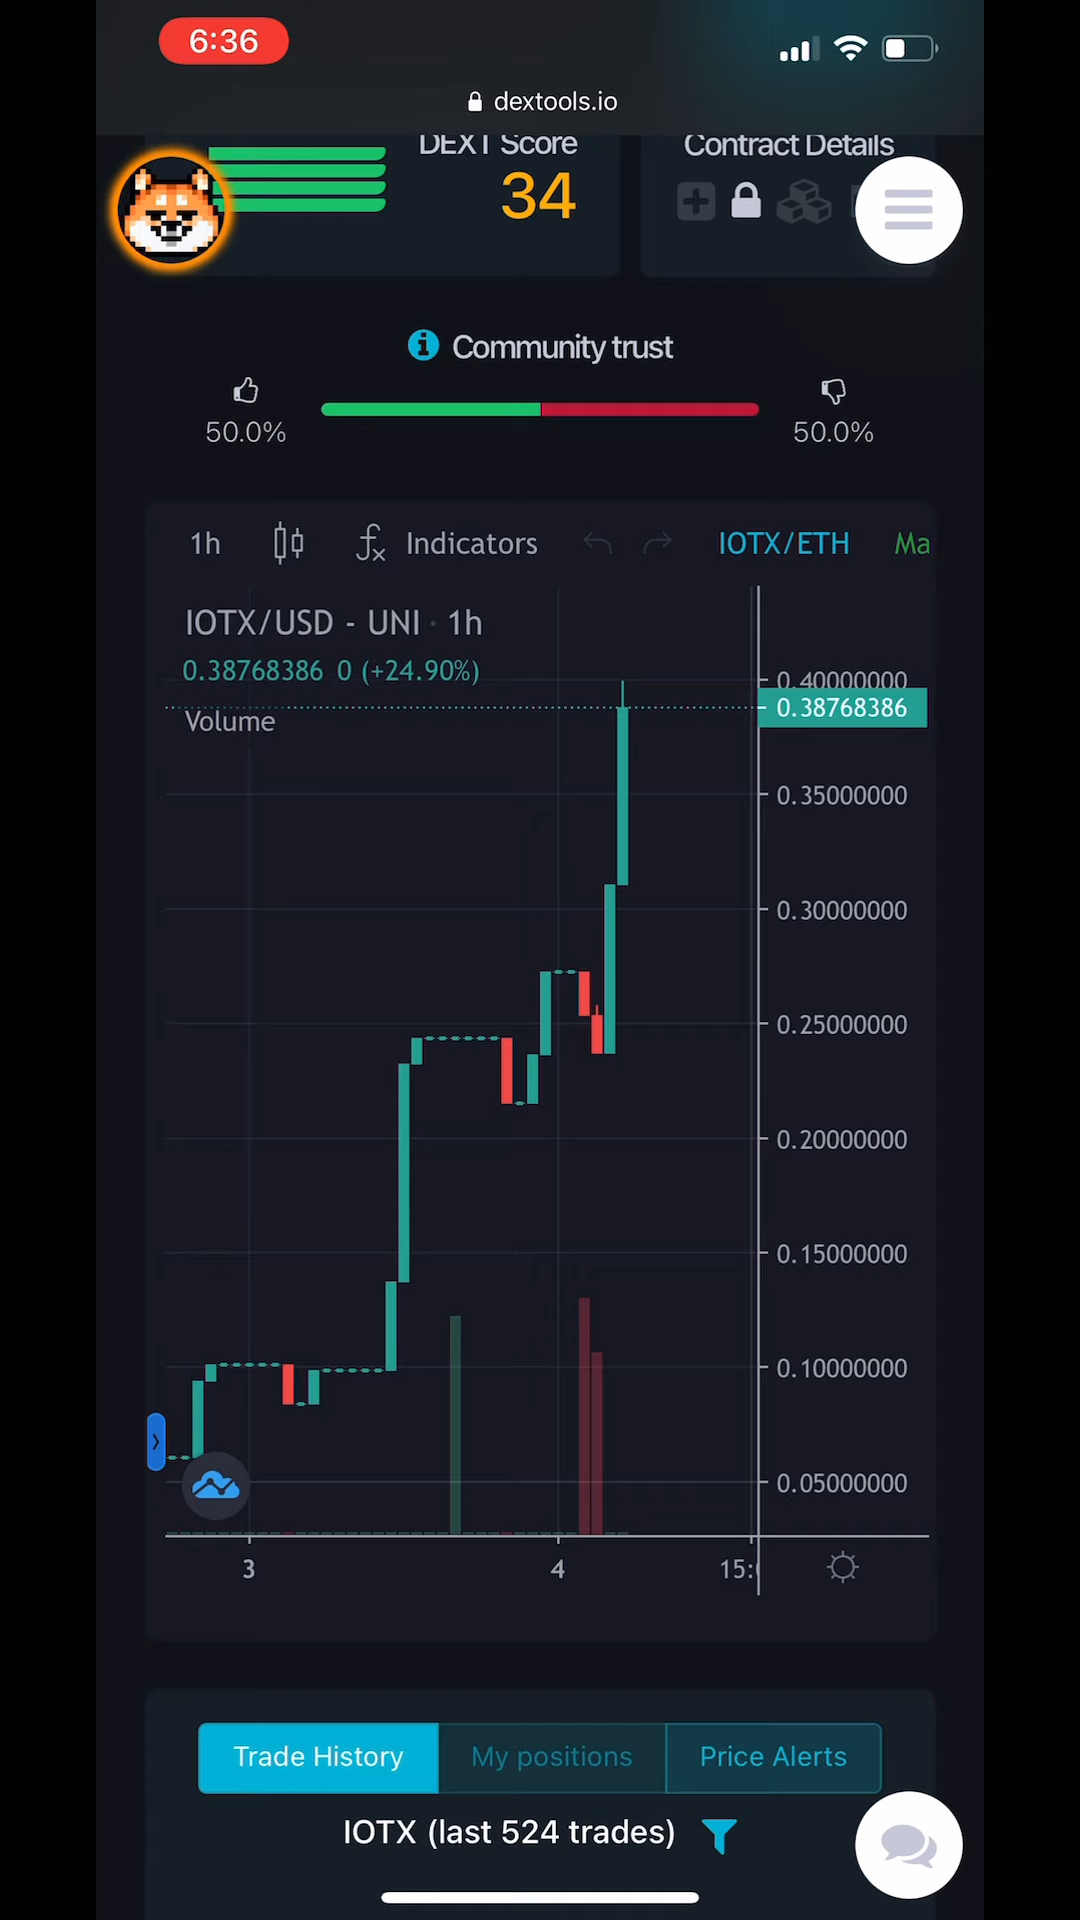 6:36
dextools.io
DEXT Score
34
Contract Details
Community trust
50.0%
50.0%
1h
Indicators
IOTX/ETH
Ma
IOTX/USD - UNI · 1h
0.38768386 0 (+24.90%)
Volume
0.40000000
0.38768386
0.35000000
0.30000000
0.25000000
0.20000000
0.15000000
0.10000000
0.05000000
3
4
15:
Trade History
My positions
Price Alerts
IOTX (last 524 trades)